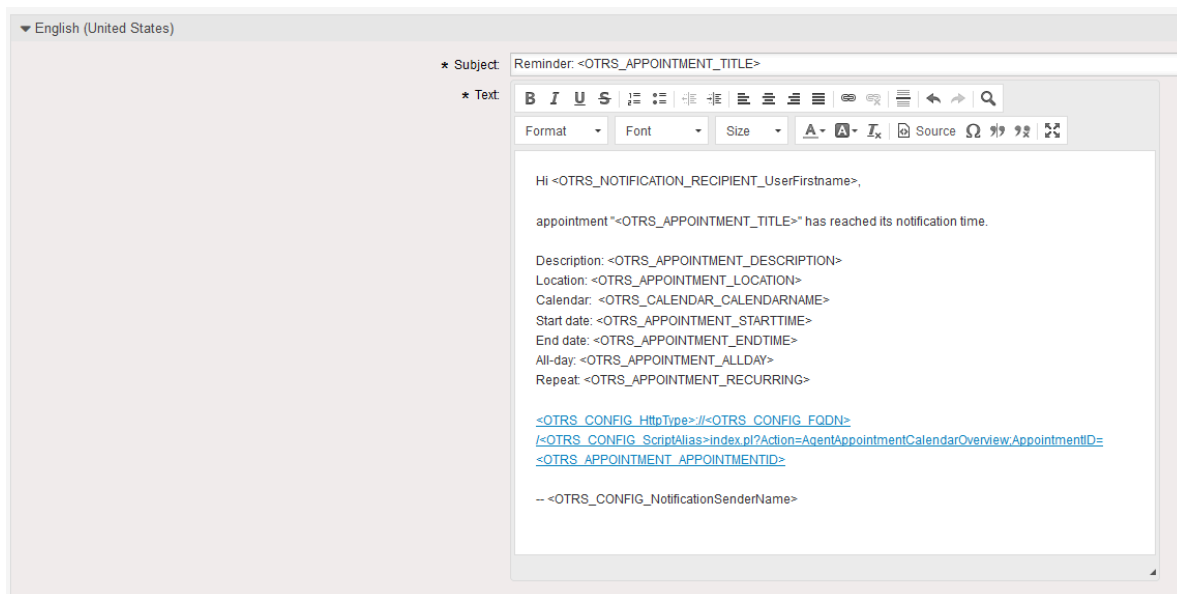 English (United States)
* Subject: Reminder: <OTRS_APPOINTMENT_TITLE>
* Text:
B I U S
Format Font Size A A Tx Source Ω
Hi <OTRS_NOTIFICATION_RECIPIENT_UserFirstname>,
appointment "<OTRS_APPOINTMENT_TITLE>" has reached its notification time.
Description: <OTRS_APPOINTMENT_DESCRIPTION>
Location: <OTRS_APPOINTMENT_LOCATION>
Calendar: <OTRS_CALENDAR_CALENDARNAME>
Start date: <OTRS_APPOINTMENT_STARTTIME>
End date: <OTRS_APPOINTMENT_ENDTIME>
All-day: <OTRS_APPOINTMENT_ALLDAY>
Repeat: <OTRS_APPOINTMENT_RECURRING>
<OTRS_CONFIG_HttpType>://<OTRS_CONFIG_FQDN>
/<OTRS_CONFIG_ScriptAlias>index.pl?Action=AgentAppointmentCalendarOverview;AppointmentID=
<OTRS_APPOINTMENT_APPOINTMENTID>
-- <OTRS_CONFIG_NotificationSenderName>